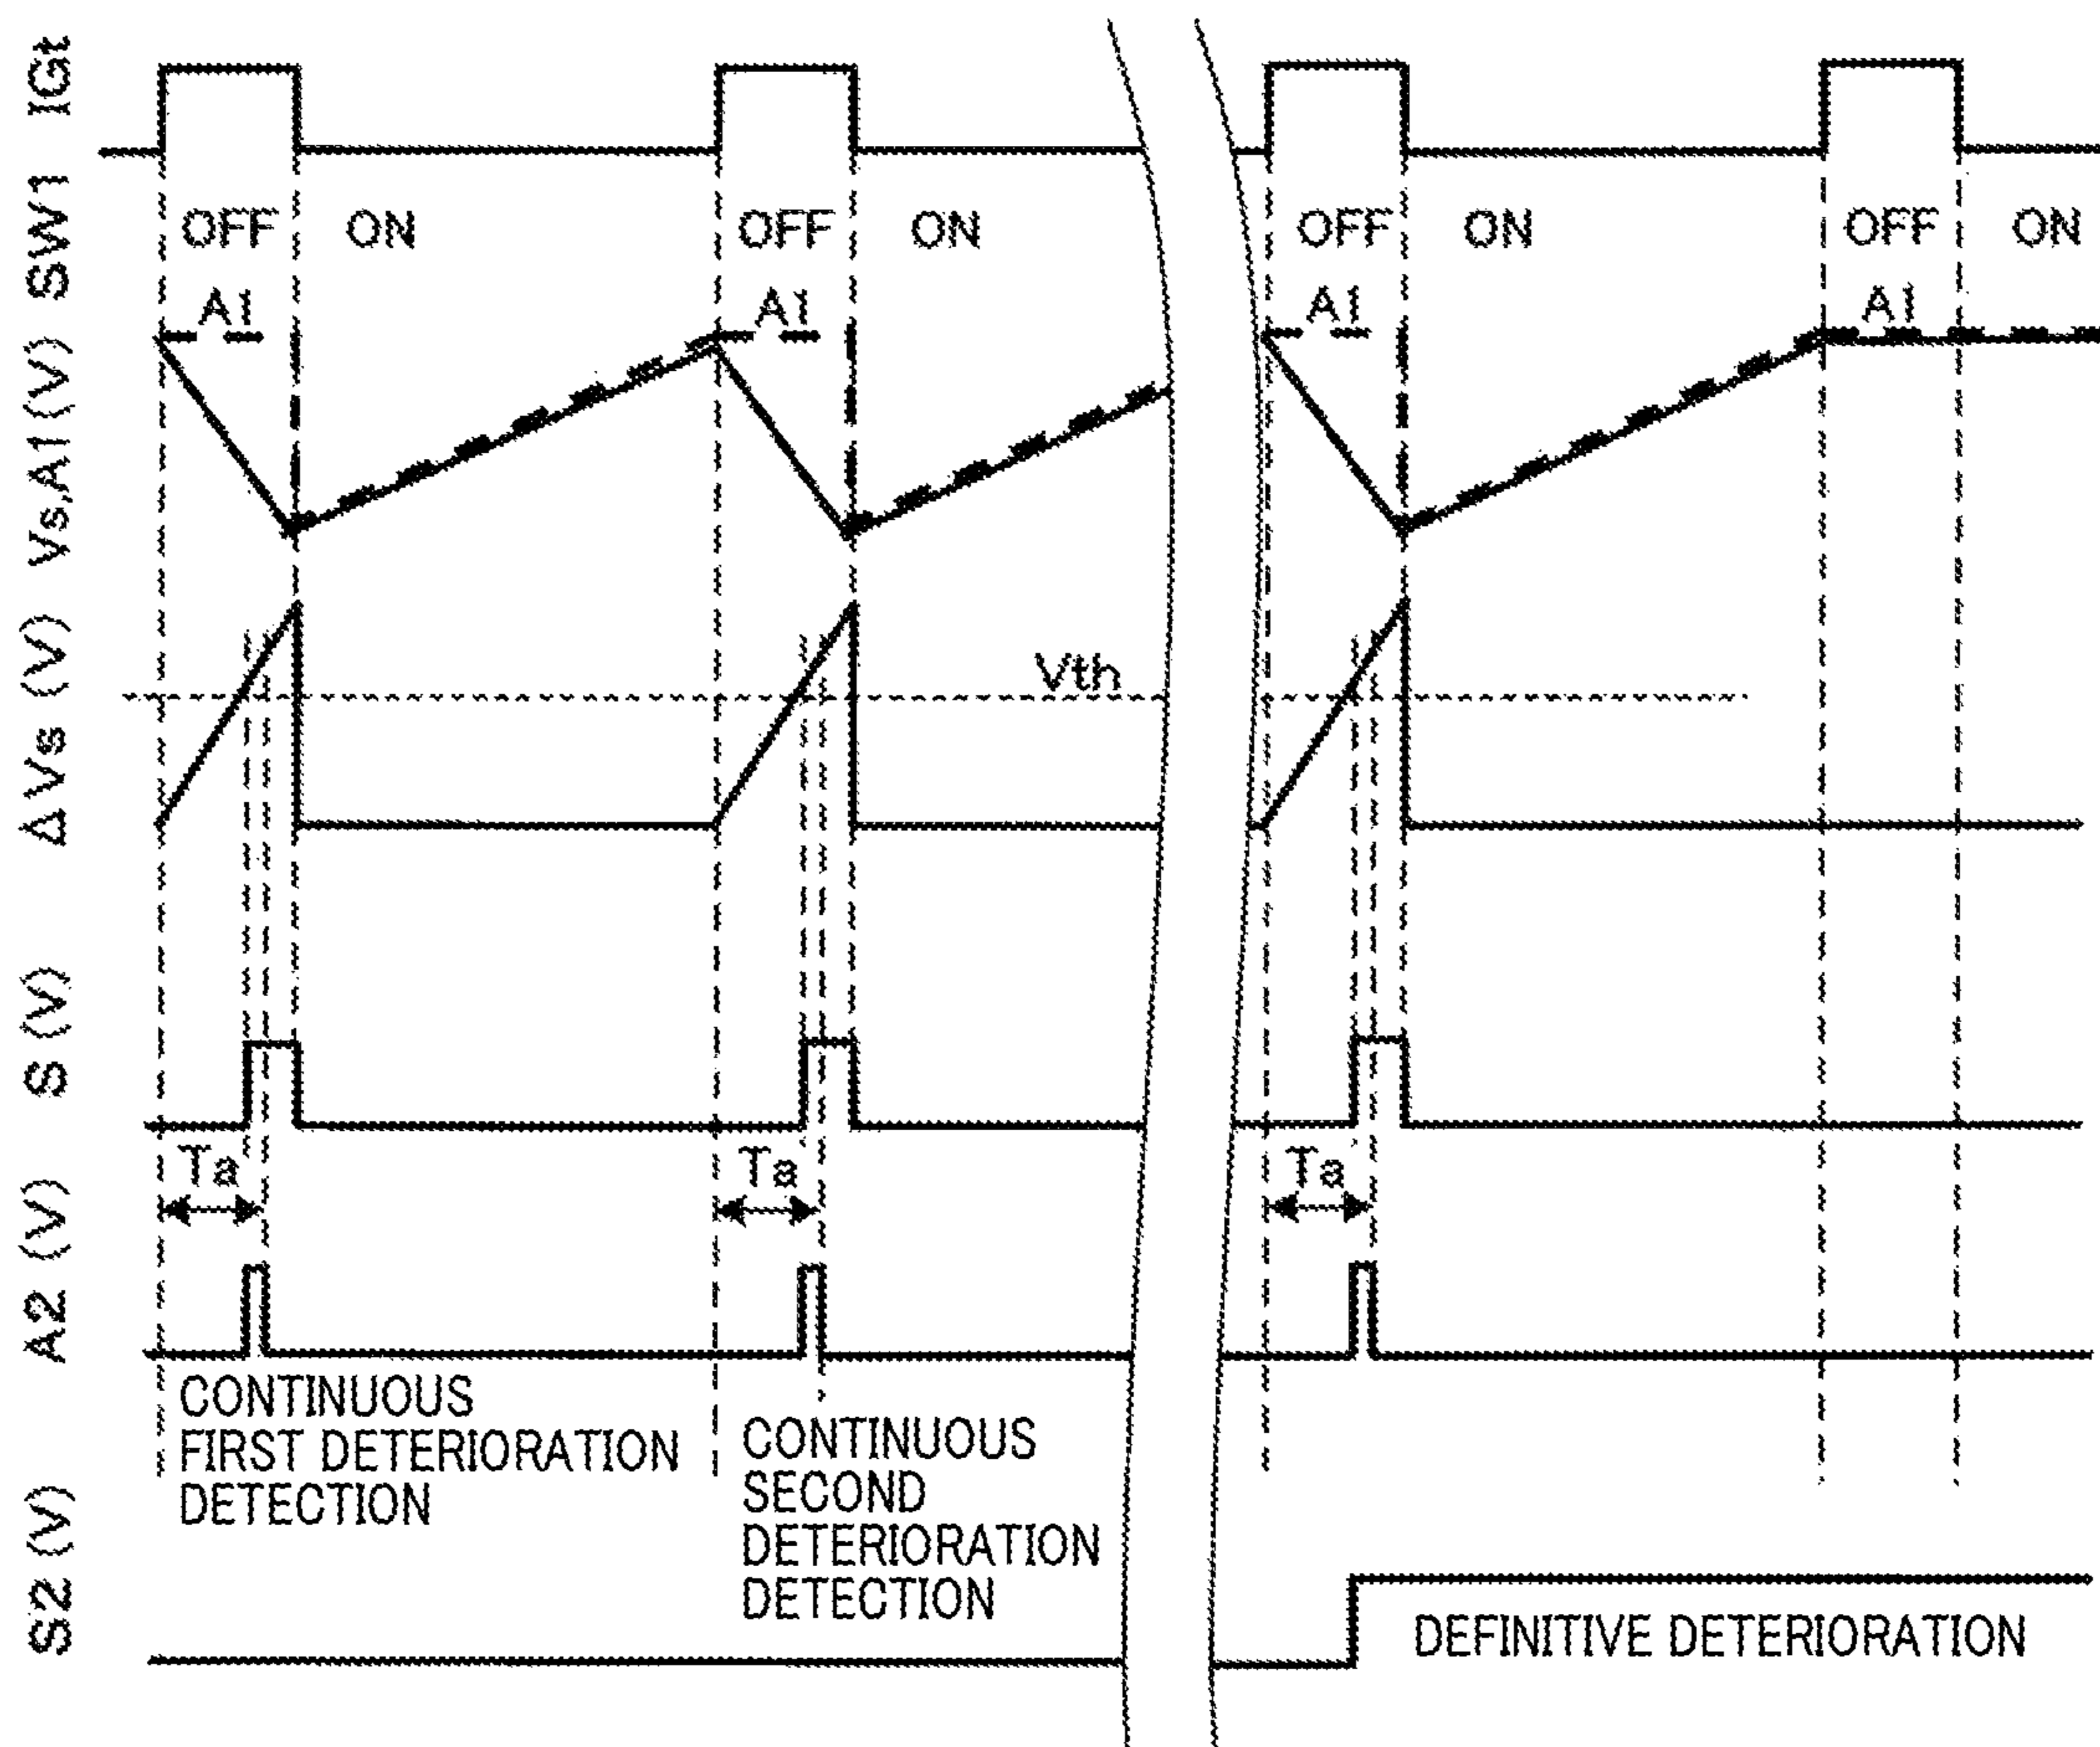 IGt
SW1
OFF ON OFF ON OFF ON OFF ON
Vs,A1(V)
A1 A1 A1 A1
ΔVs (V)
Vth
S (V)
Ta Ta Ta
A2 (V)
CONTINUOUS
FIRST DETERIORATION
DETECTION
CONTINUOUS
SECOND
DETERIORATION
DETECTION
S2 (V)
DEFINITIVE DETERIORATION